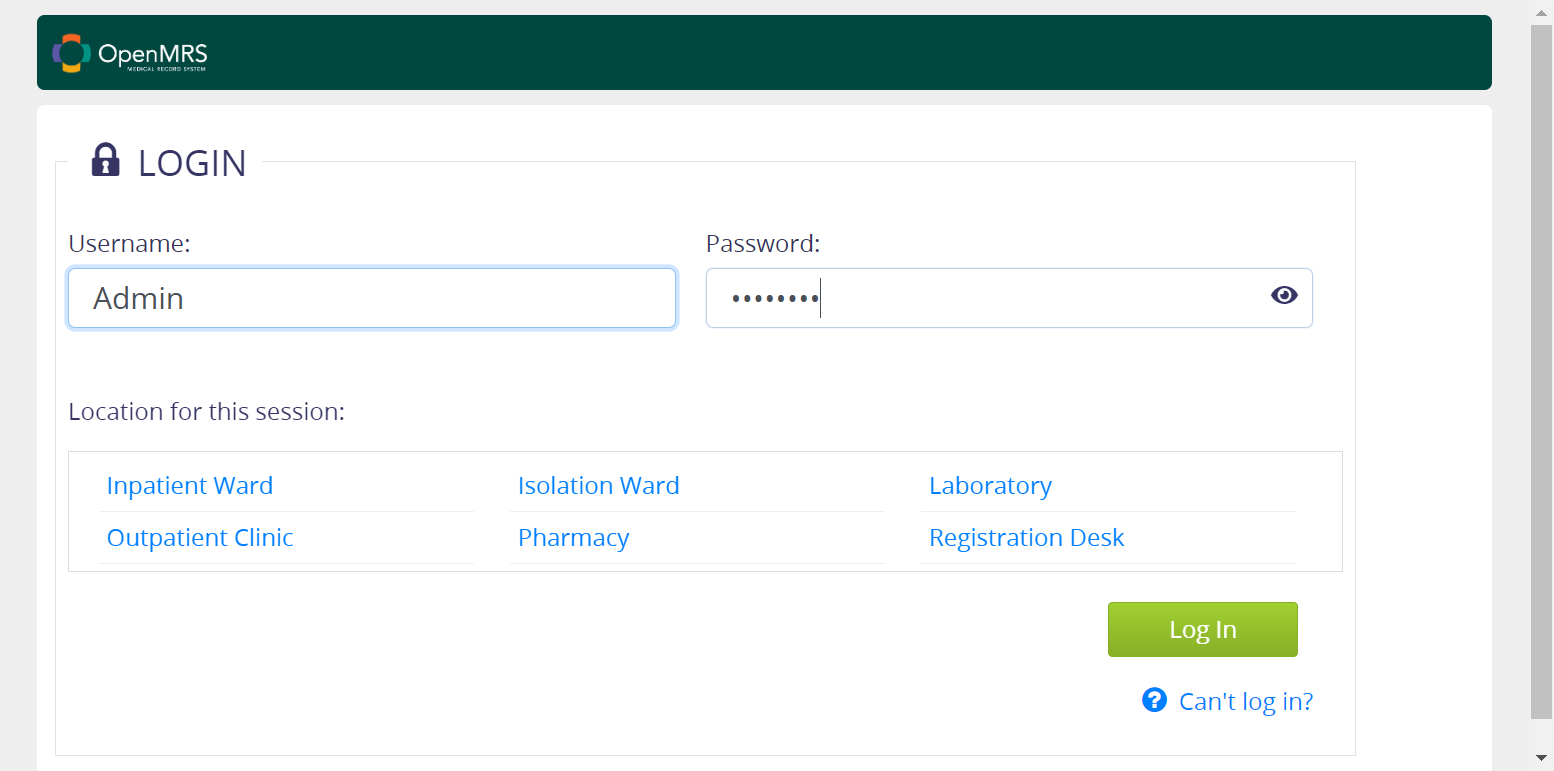 OpenMRS
MEDICAL RECORD SYSTEM
LOGIN
Username:
Password:
Admin
••••••••
Location for this session:
Inpatient Ward
Isolation Ward
Laboratory
Outpatient Clinic
Pharmacy
Registration Desk
Log In
? Can't log in?